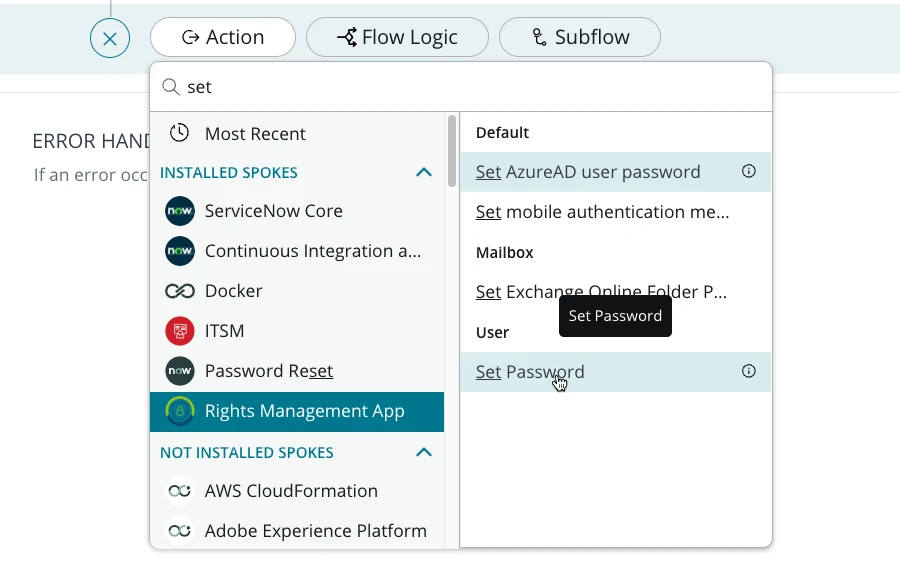 Action
Flow Logic
Subflow
set
ERROR HAND
If an error occ
Most Recent
INSTALLED SPOKES
now
ServiceNow Core
now
Continuous Integration a...
Docker
ITSM
now
Password Reset
Rights Management App
NOT INSTALLED SPOKES
AWS CloudFormation
Adobe Experience Platform
Default
Set AzureAD user password
Set mobile authentication me...
Mailbox
Set Exchange Online Folder P...
Set Password
User
Set Password